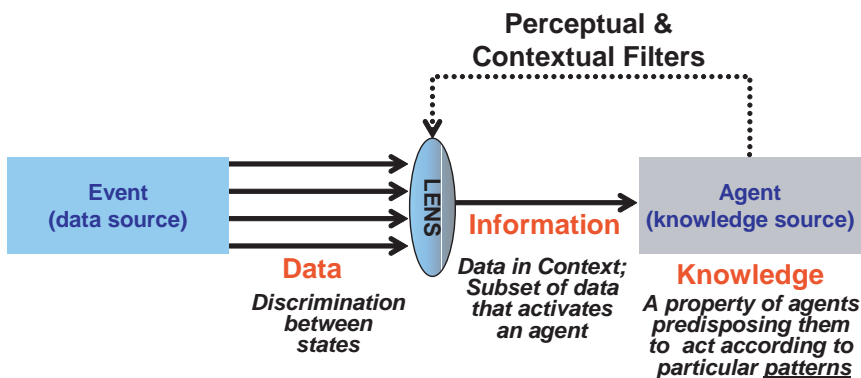 Perceptual &
Contextual Filters
Event
(data source)
LENS
Agent
(knowledge source)
Data
Discrimination
between
states
Information
Data in Context;
Subset of data
that activates
an agent
Knowledge
A property of agents
predisposing them
to act according to
particular patterns